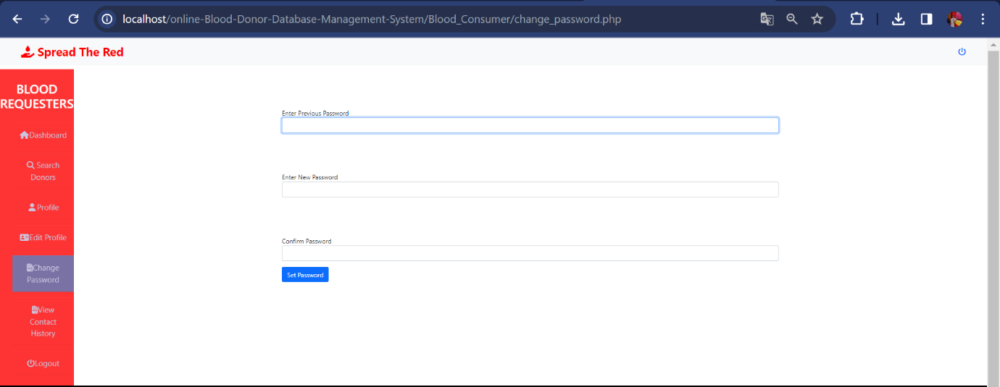 localhost/online-Blood-Donor-Database-Management-System/Blood_Consumer/change_password.php
Spread The Red
BLOOD
REQUESTERS
Dashboard
Search
Donors
Profile
Edit Profile
Change
Password
View
Contact
History
Logout
Enter Previous Password
Enter New Password
Confirm Password
Set Password